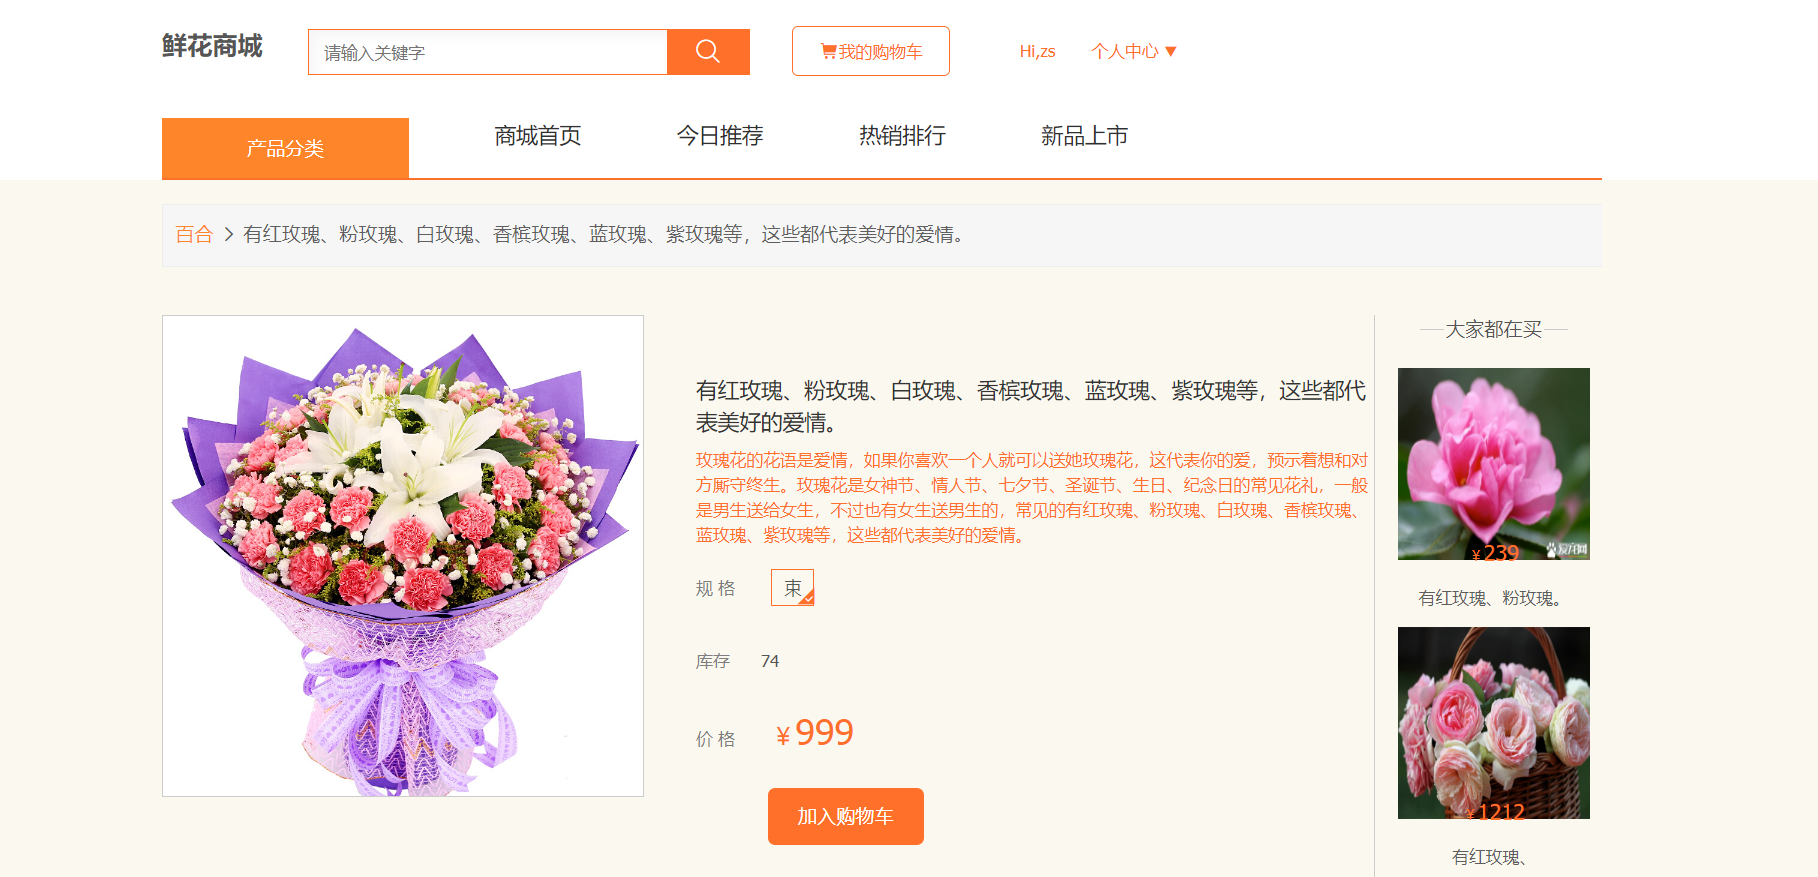 鲜花商城
请输入关键字
我的购物车
Hi,zs
个人中心 ▼
产品分类
商城首页
今日推荐
热销排行
新品上市
百合 > 有红玫瑰、粉玫瑰、白玫瑰、香槟玫瑰、蓝玫瑰、紫玫瑰等，这些都代表美好的爱情。
有红玫瑰、粉玫瑰、白玫瑰、香槟玫瑰、蓝玫瑰、紫玫瑰等，这些都代
表美好的爱情。
玫瑰花的花语是爱情，如果你喜欢一个人就可以送她玫瑰花，这代表你的爱，预示着想和对
方厮守终生。玫瑰花是女神节、情人节、七夕节、圣诞节、生日、纪念日的常见花礼，一般
是男生送给女生，不过也有女生送男生的，常见的有红玫瑰、粉玫瑰、白玫瑰、香槟玫瑰、
蓝玫瑰、紫玫瑰等，这些都代表美好的爱情。
规 格
束
库存
74
价 格
¥ 999
加入购物车
大家都在买
¥ 239
有红玫瑰、粉玫瑰。
¥ 1212
有红玫瑰、